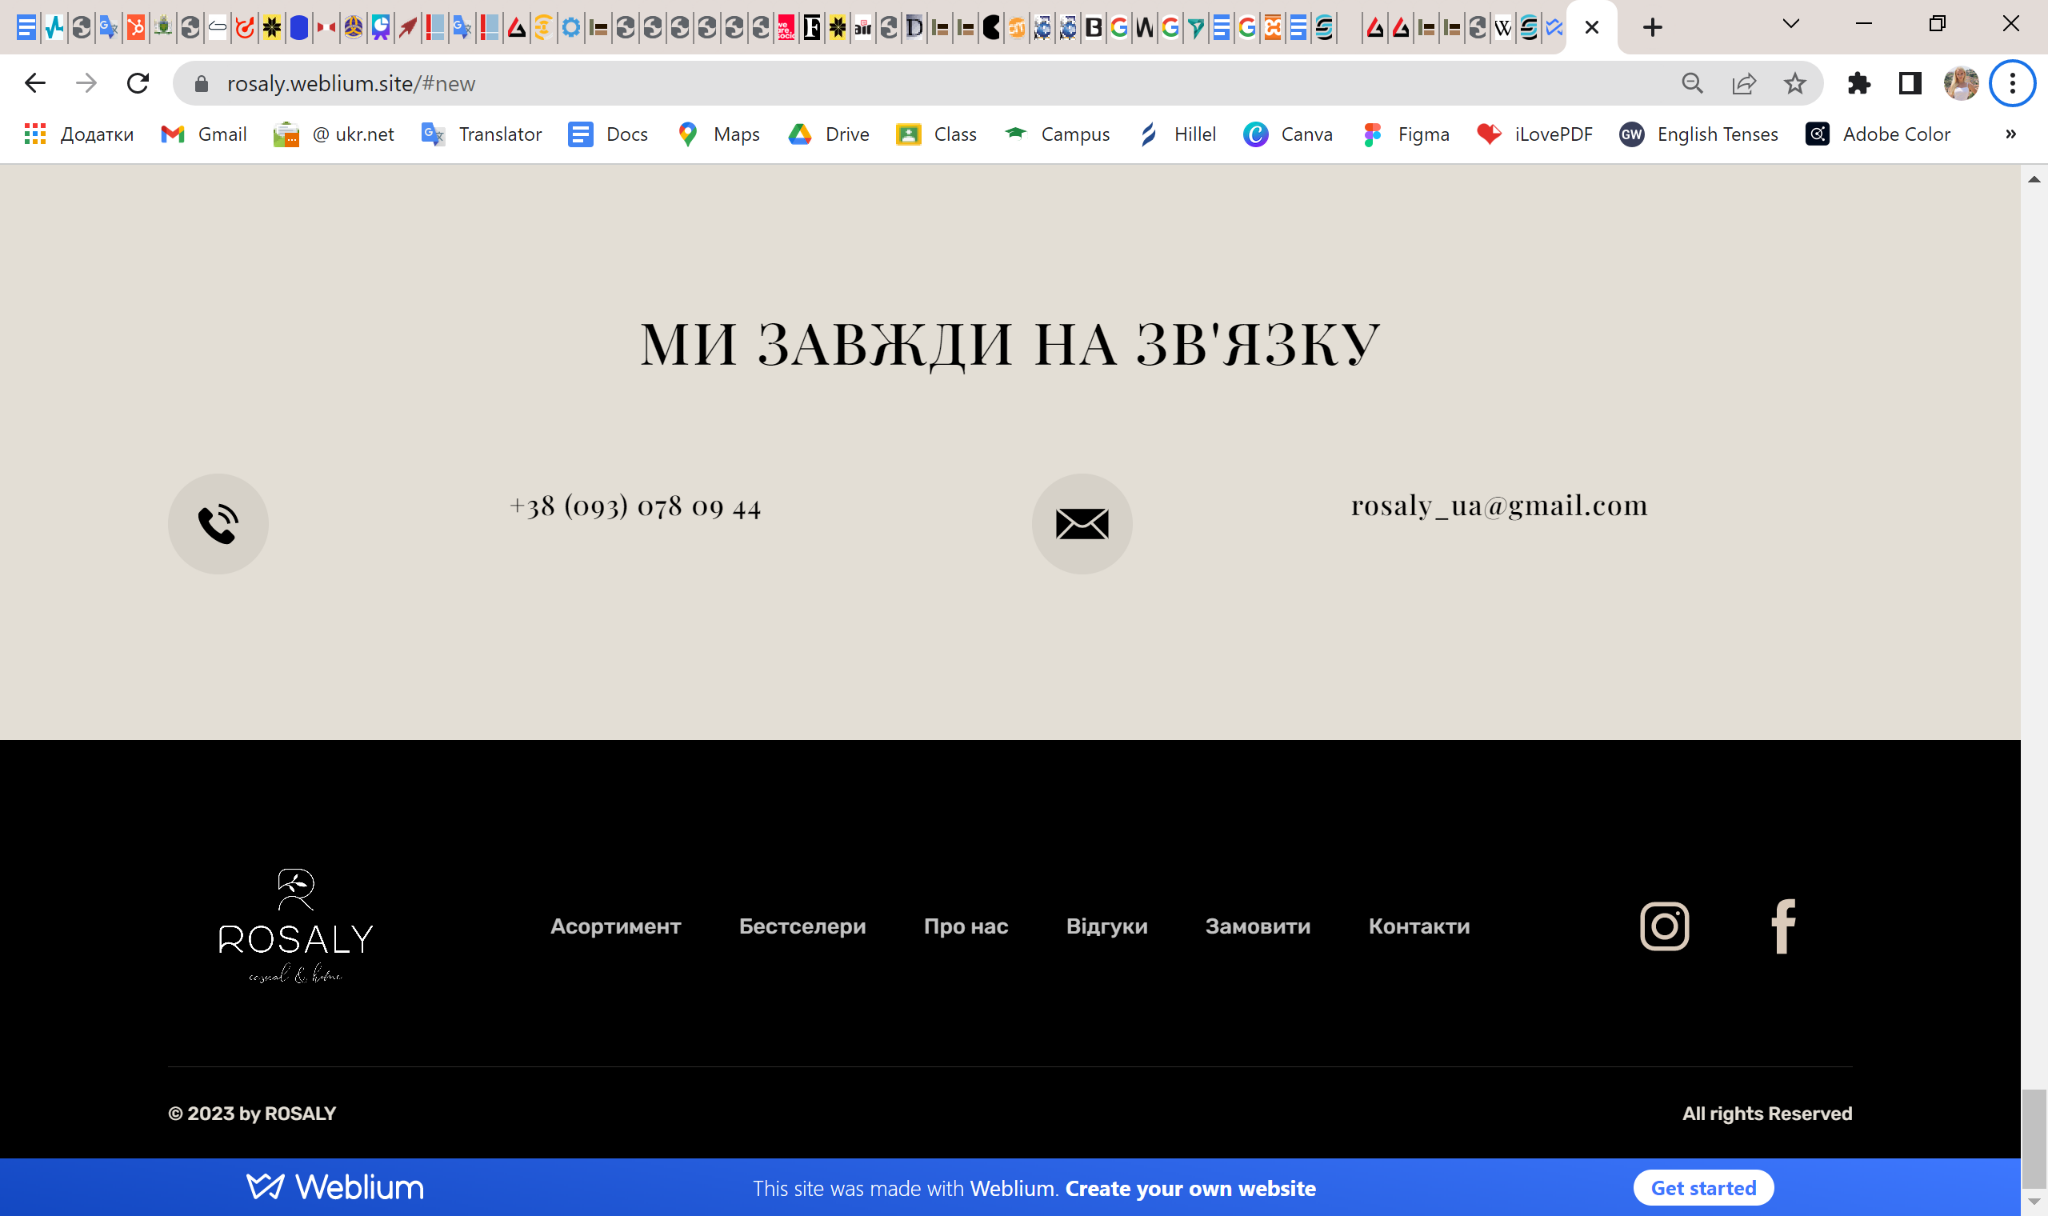 rosaly.weblium.site/#new
Додатки Gmail @ ukr.net Translator Docs Maps Drive Class Campus Hillel Canva Figma iLovePDF GW English Tenses Adobe Color »
МИ ЗАВЖДИ НА ЗВ'ЯЗКУ
+38 (093) 078 09 44
rosaly_ua@gmail.com
ROSALY
casual & home
Асортимент Бестселери Про нас Відгуки Замовити Контакти
© 2023 by ROSALY
All rights Reserved
Weblium
This site was made with Weblium. Create your own website
Get started